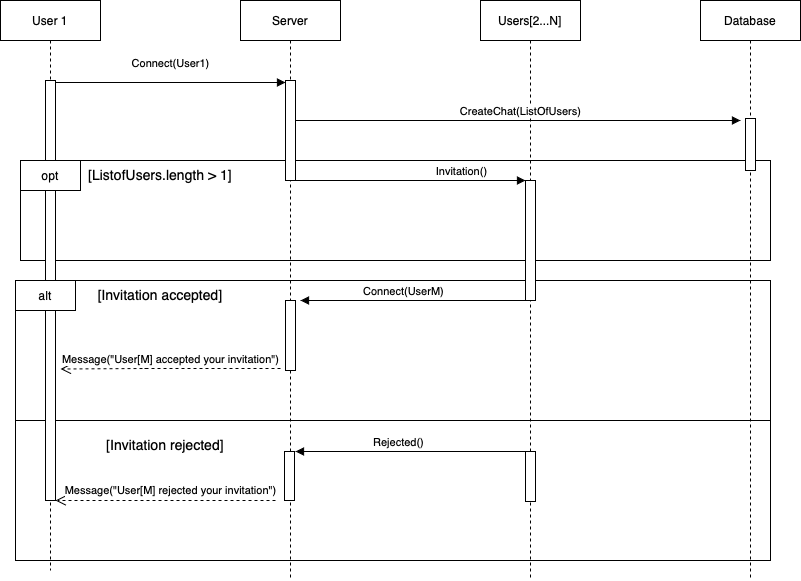 User 1
Server
Users[2...N]
Database
Connect(User1)
CreateChat(ListOfUsers)
opt
[ListofUsers.length > 1]
Invitation()
alt
[Invitation accepted]
Connect(UserM)
Message("User[M] accepted your invitation")
[Invitation rejected]
Rejected()
Message("User[M] rejected your invitation")